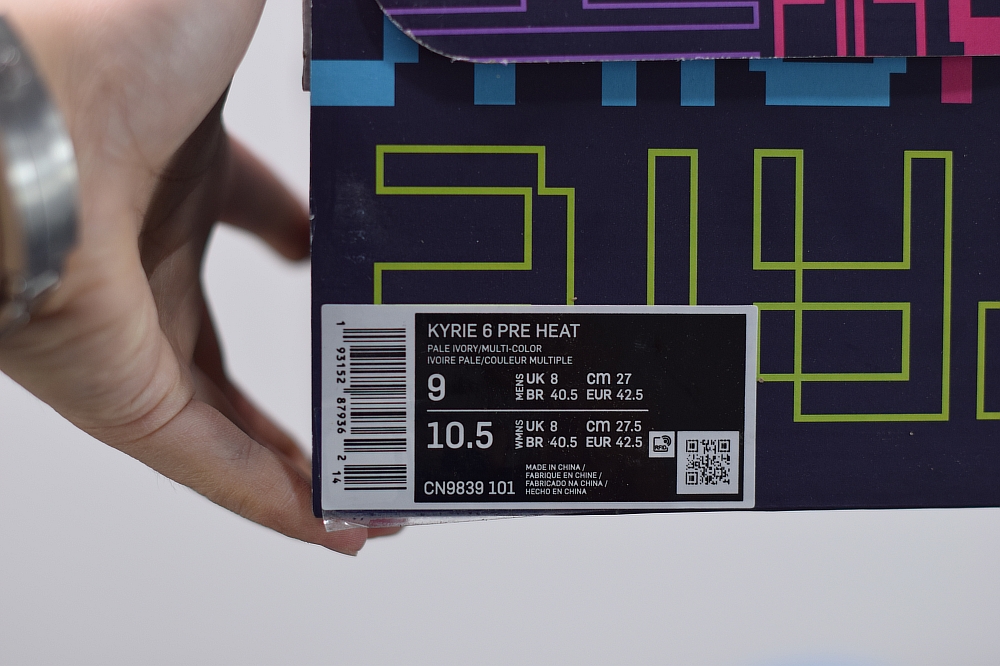 KYRIE 6 PRE HEAT
PALE IVORY/MULTI-COLOR
IVOIRE PALE/COULEUR MULTIPLE
9 MENS UK 8 CM 27
BR 40.5 EUR 42.5
10.5 WMNS UK 8 CM 27.5
BR 40.5 EUR 42.5
RFID
MADE IN CHINA /
FABRIQUE EN CHINE /
FABRICADO NA CHINA /
HECHO EN CHINA
CN9839 101
1 93152 87936 2 14